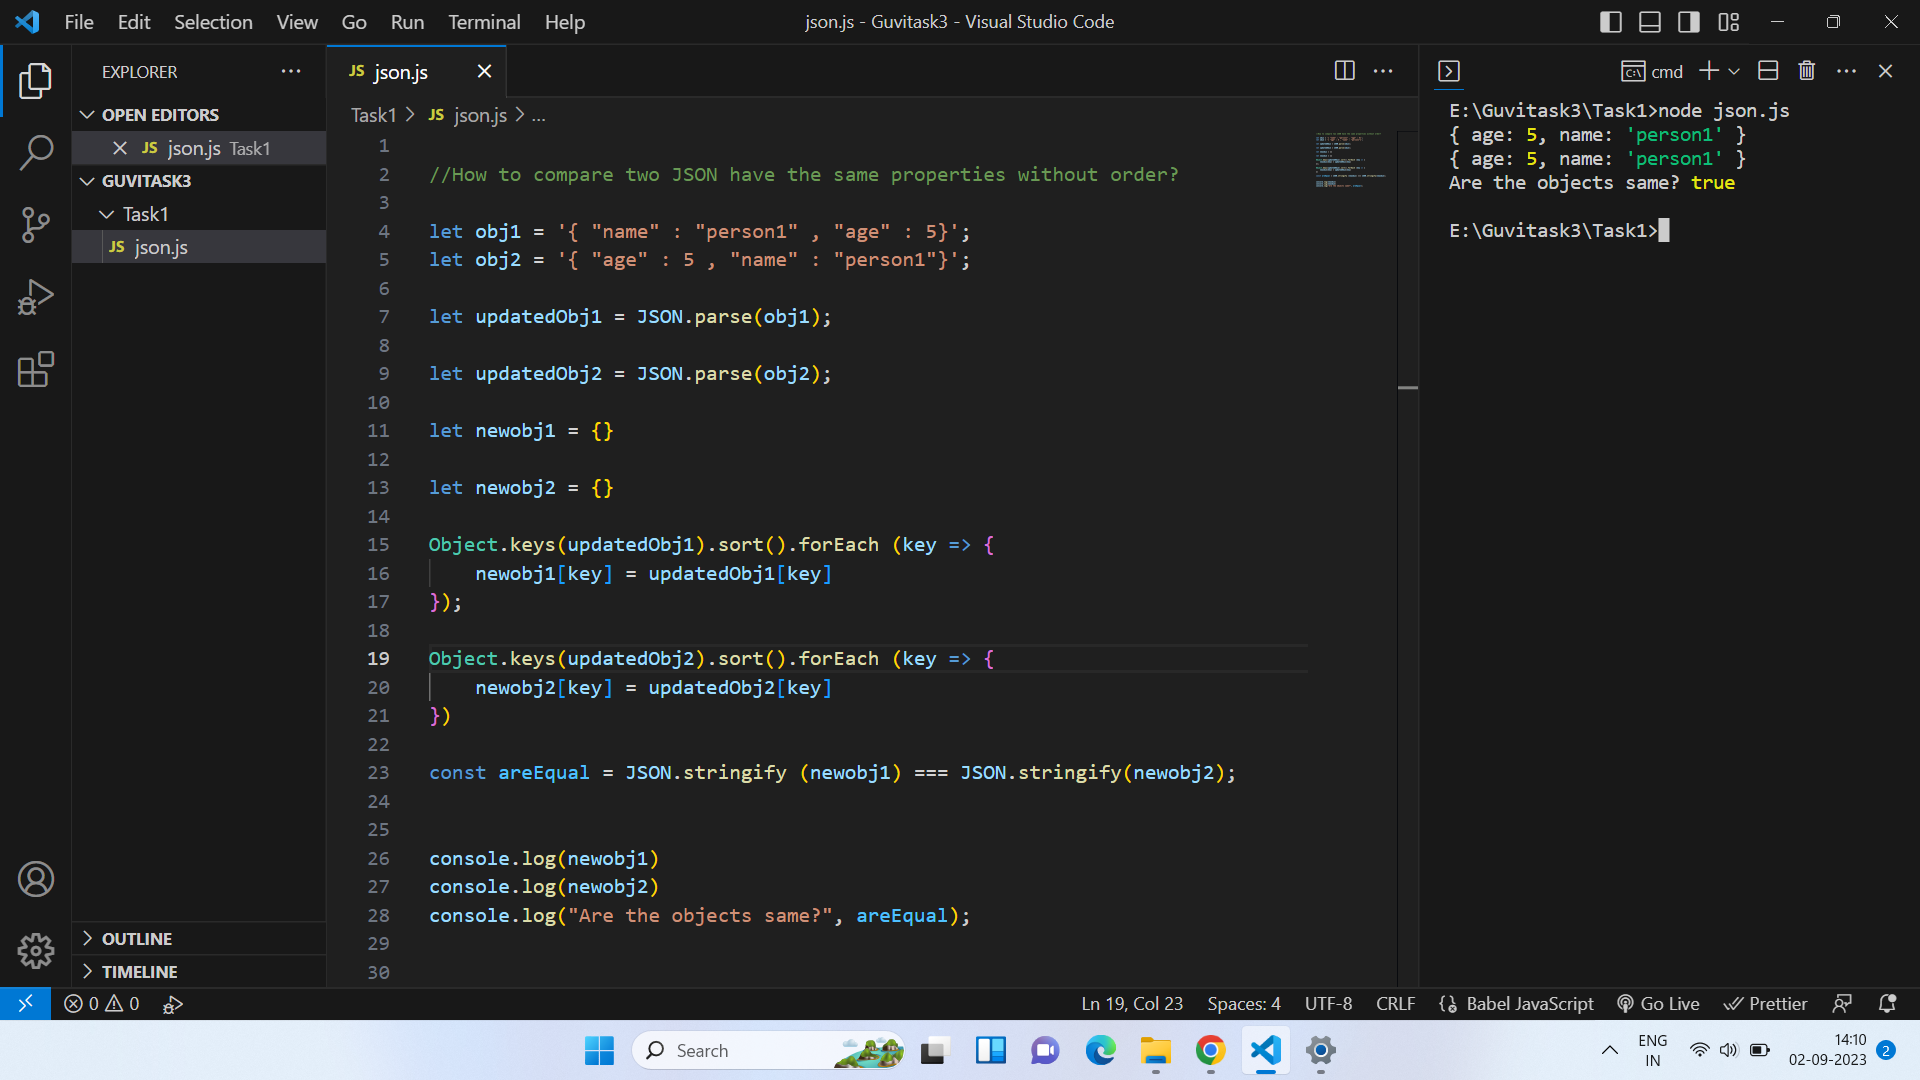 File Edit Selection View Go Run Terminal Help
json.js - Guvitask3 - Visual Studio Code
EXPLORER
OPEN EDITORS
JS json.js Task1
GUVITASK3
Task1
JS json.js
OUTLINE
TIMELINE
JS json.js
Task1 > JS json.js > ...
1
2 //How to compare two JSON have the same properties without order?
3
4 let obj1 = '{ "name" : "person1" , "age" : 5}';
5 let obj2 = '{ "age" : 5 , "name" : "person1"}';
6
7 let updatedObj1 = JSON.parse(obj1);
8
9 let updatedObj2 = JSON.parse(obj2);
10
11 let newobj1 = {}
12
13 let newobj2 = {}
14
15 Object.keys(updatedObj1).sort().forEach (key => {
16     newobj1[key] = updatedObj1[key]
17 });
18
19 Object.keys(updatedObj2).sort().forEach (key => {
20     newobj2[key] = updatedObj2[key]
21 })
22
23 const areEqual = JSON.stringify (newobj1) === JSON.stringify(newobj2);
24
25
26 console.log(newobj1)
27 console.log(newobj2)
28 console.log("Are the objects same?", areEqual);
29
30
cmd
E:\Guvitask3\Task1>node json.js
{ age: 5, name: 'person1' }
{ age: 5, name: 'person1' }
Are the objects same? true
E:\Guvitask3\Task1>
0 0
Ln 19, Col 23 Spaces: 4 UTF-8 CRLF Babel JavaScript Go Live Prettier
Search
ENG
IN
14:10
02-09-2023
2